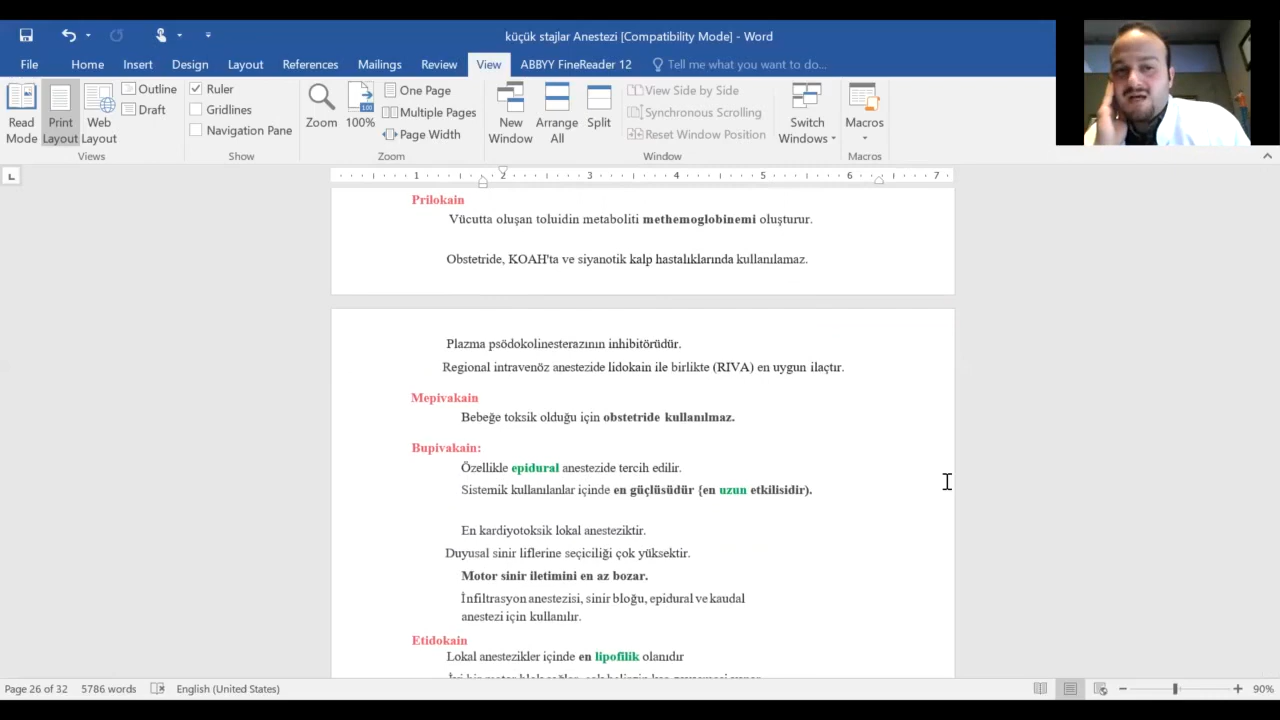 küçük stajlar Anestezi [Compatibility Mode] - Word
File Home Insert Design Layout References Mailings Review View ABBYY FineReader 12 Tell me what you want to do...
Read Mode
Print Layout
Web Layout
Outline
Draft
Views
Ruler
Gridlines
Navigation Pane
Show
Zoom
100%
One Page
Multiple Pages
Page Width
Zoom
New Window
Arrange All
Split
View Side by Side
Synchronous Scrolling
Reset Window Position
Window
Switch Windows
Macros
Macros
1 2 3 4 5 6 7
Prilokain
Vücutta oluşan toluidin metaboliti methemoglobinemi oluşturur.
Obstetride, KOAH'ta ve siyanotik kalp hastalıklarında kullanılamaz.
Plazma psödokolinesterazının inhibitörüdür.
Regional intravenöz anestezide lidokain ile birlikte (RIVA) en uygun ilaçtır.
Mepivakain
Bebeğe toksik olduğu için obstetride kullanılmaz.
Bupivakain:
Özellikle epidural anestezide tercih edilir.
Sistemik kullanılanlar içinde en güçlüsüdür {en uzun etkilisidir).
En kardiyotoksik lokal anesteziktir.
Duyusal sinir liflerine seçiciliği çok yüksektir.
Motor sinir iletimini en az bozar.
İnfiltrasyon anestezisi, sinir bloğu, epidural ve kaudal
anestezi için kullanılır.
Etidokain
Lokal anestezikler içinde en lipofilik olanıdır
Page 26 of 32 5786 words English (United States) 90%